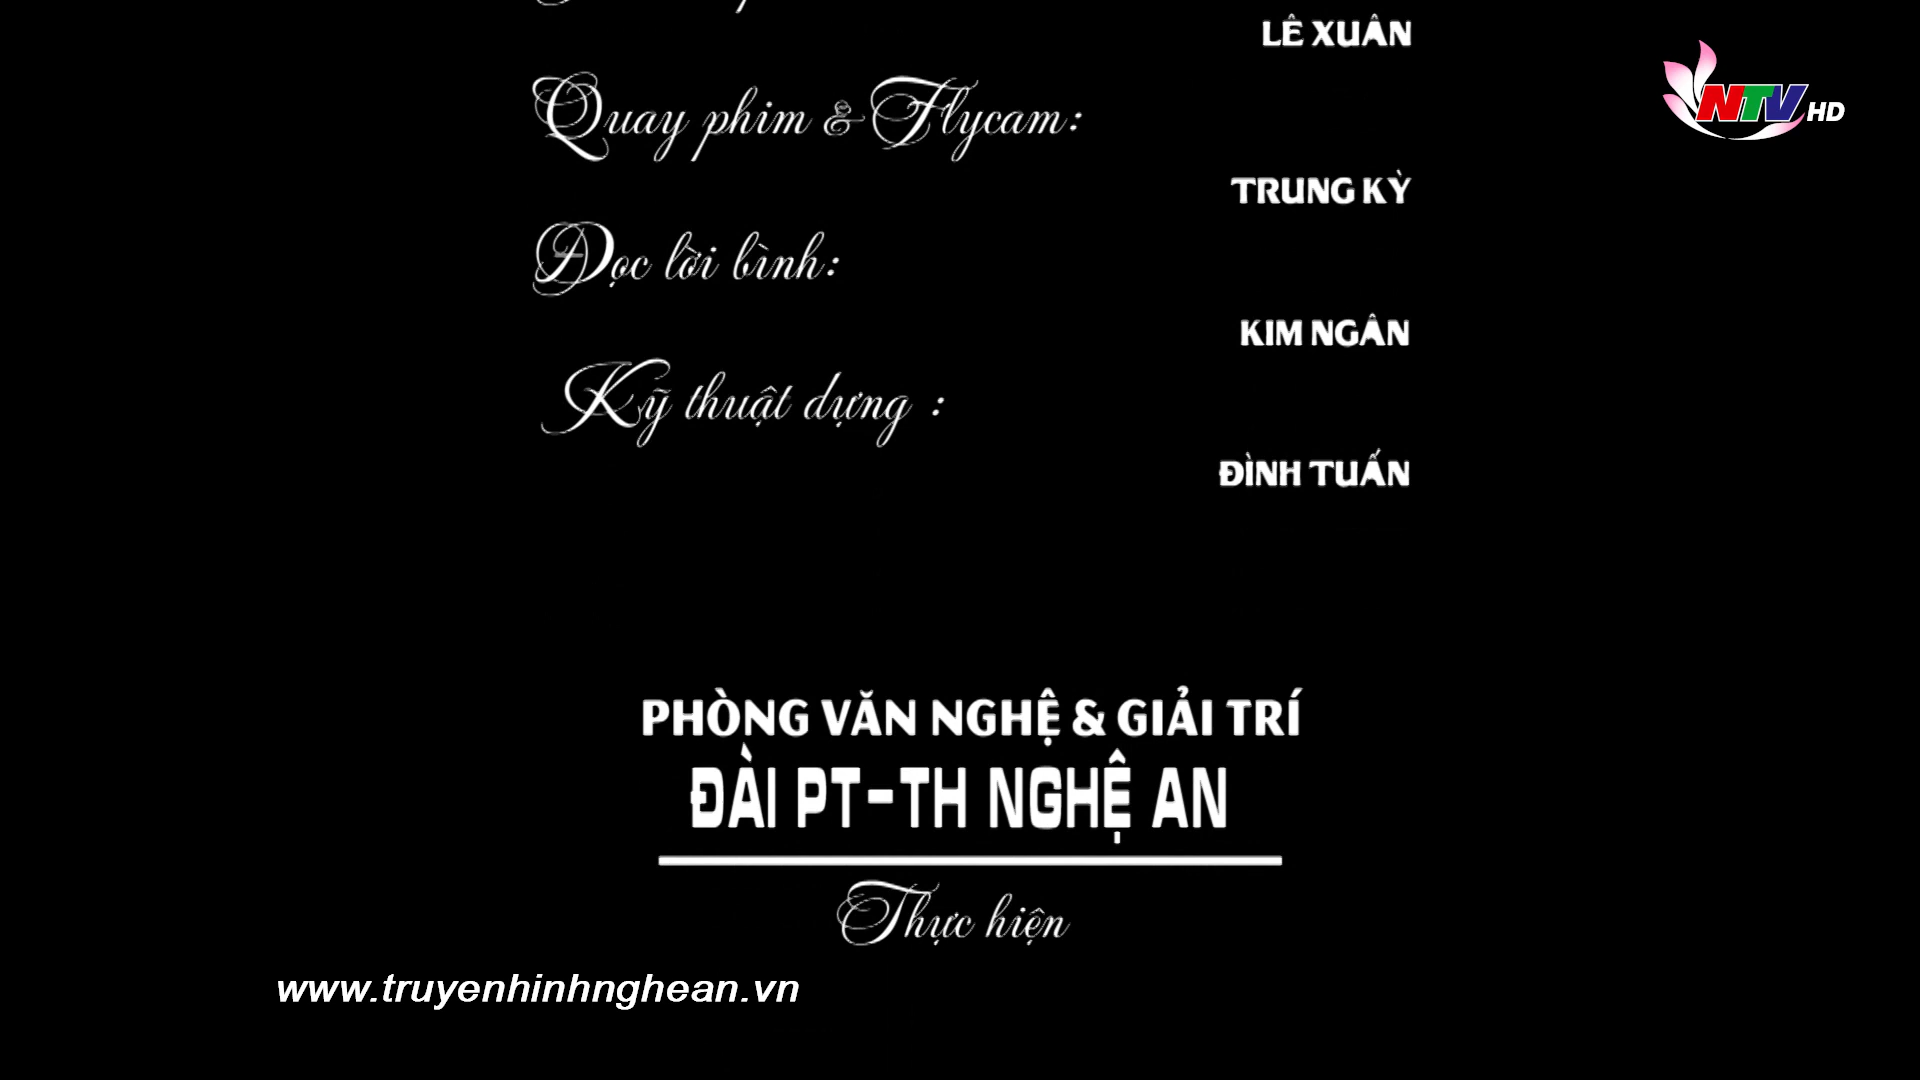 LÊ XUÂN
NTV HD
Quay phim & Flycam:
TRUNG KỲ
Đọc lời bình:
KIM NGÂN
Kỹ thuật dựng :
ĐÌNH TUẤN
PHÒNG VĂN NGHỆ & GIẢI TRÍ
ĐÀI PT-TH NGHỆ AN
Thực hiện
www.truyenhinhnghean.vn